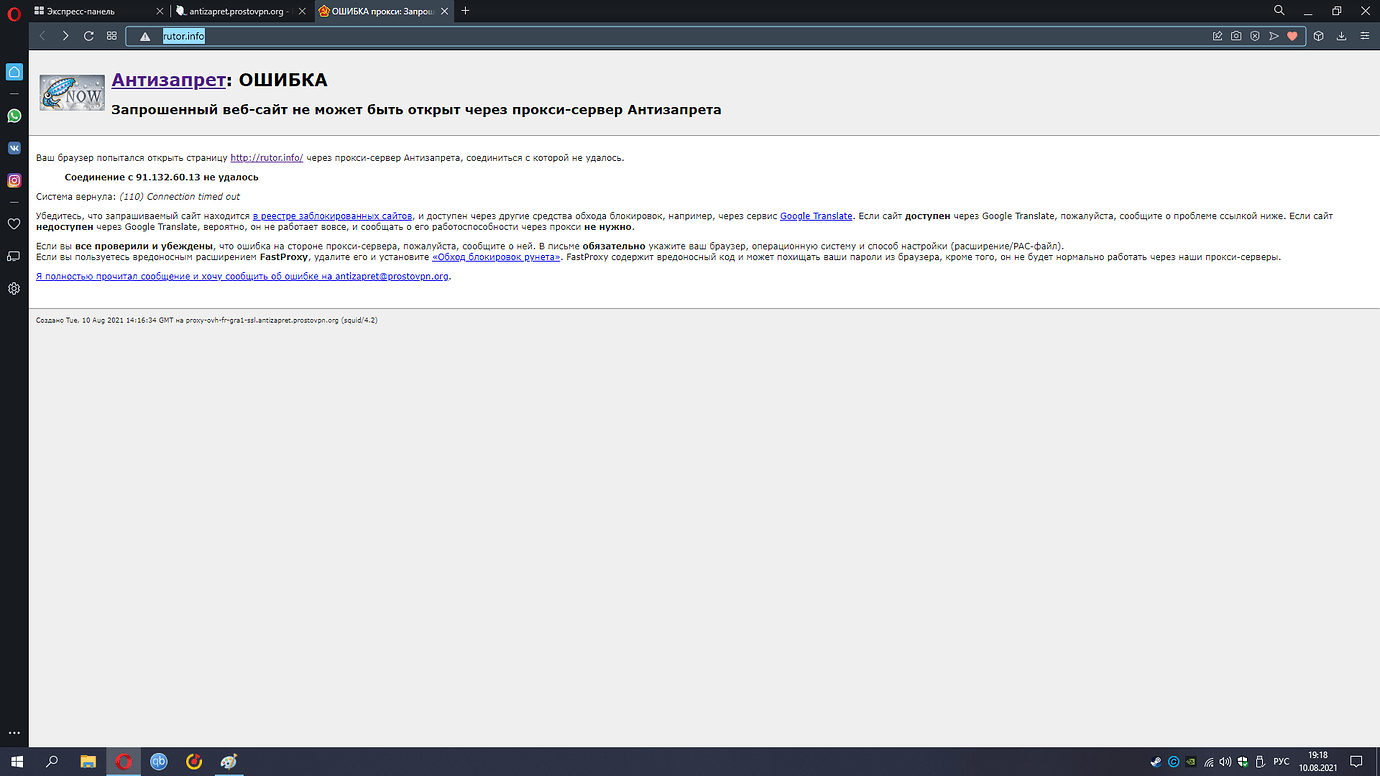 Экспресс-панель
antizapret.prostovpn.org -
ОШИБКА прокси: Запрош
rutor.info
NOW
Антизапрет: ОШИБКА
Запрошенный веб-сайт не может быть открыт через прокси-сервер Антизапрета
Ваш браузер попытался открыть страницу http://rutor.info/ через прокси-сервер Антизапрета, соединиться с которой не удалось.
Соединение с 91.132.60.13 не удалось
Система вернула: (110) Connection timed out
Убедитесь, что запрашиваемый сайт находится в реестре заблокированных сайтов, и доступен через другие средства обхода блокировок, например, через сервис Google Translate. Если сайт доступен через Google Translate, пожалуйста, сообщите о проблеме ссылкой ниже. Если сайт
недоступен через Google Translate, вероятно, он не работает вовсе, и сообщать о его работоспособности через прокси не нужно.
Если вы все проверили и убеждены, что ошибка на стороне прокси-сервера, пожалуйста, сообщите о ней. В письме обязательно укажите ваш браузер, операционную систему и способ настройки (расширение/PAC-файл).
Если вы пользуетесь вредоносным расширением FastProxy, удалите его и установите «Обход блокировок рунета». FastProxy содержит вредоносный код и может похищать ваши пароли из браузера, кроме того, он не будет нормально работать через наши прокси-серверы.
Я полностью прочитал сообщение и хочу сообщить об ошибке на antizapret@prostovpn.org.
Создано Tue, 10 Aug 2021 14:16:34 GMT на proxy-ovh-fr-gra1-ssl.antizapret.prostovpn.org (squid/4.2)
qb
РУС
19:18
10.08.2021